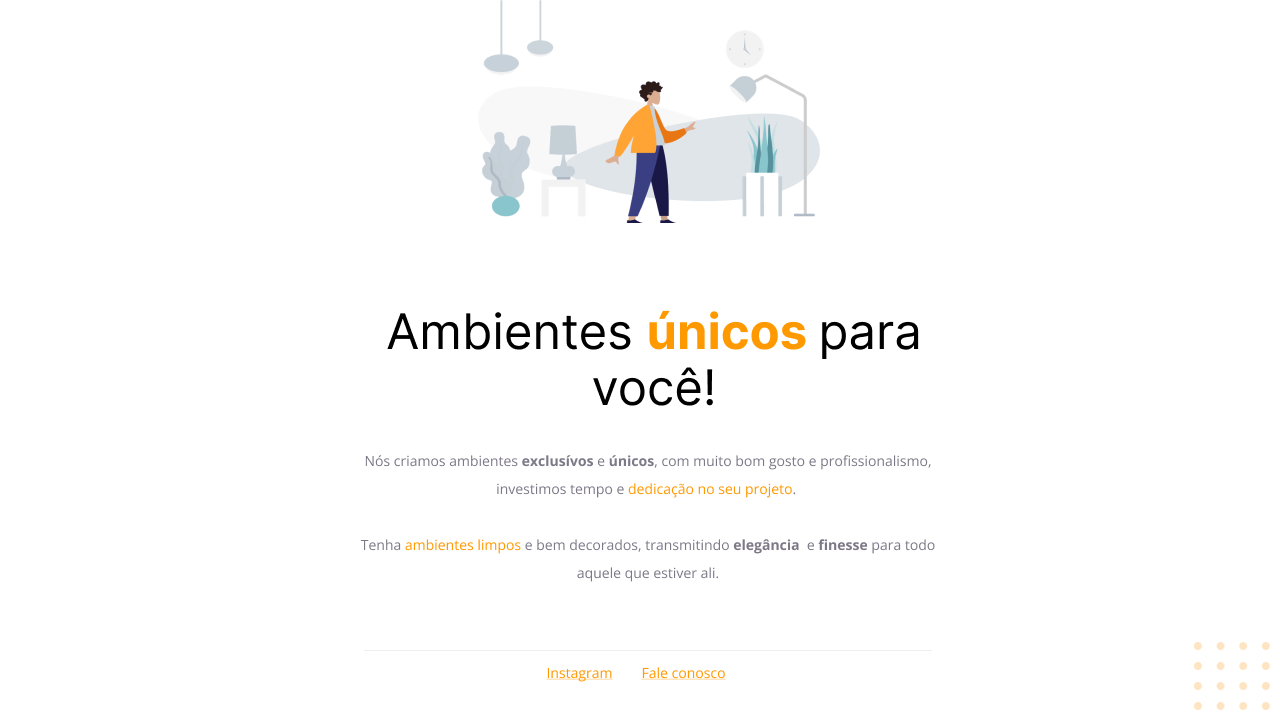 Ambientes únicos para
você!
Nós criamos ambientes exclusívos e únicos, com muito bom gosto e profissionalismo,
investimos tempo e dedicação no seu projeto.
Tenha ambientes limpos e bem decorados, transmitindo elegância  e finesse para todo
aquele que estiver ali.
Instagram Fale conosco